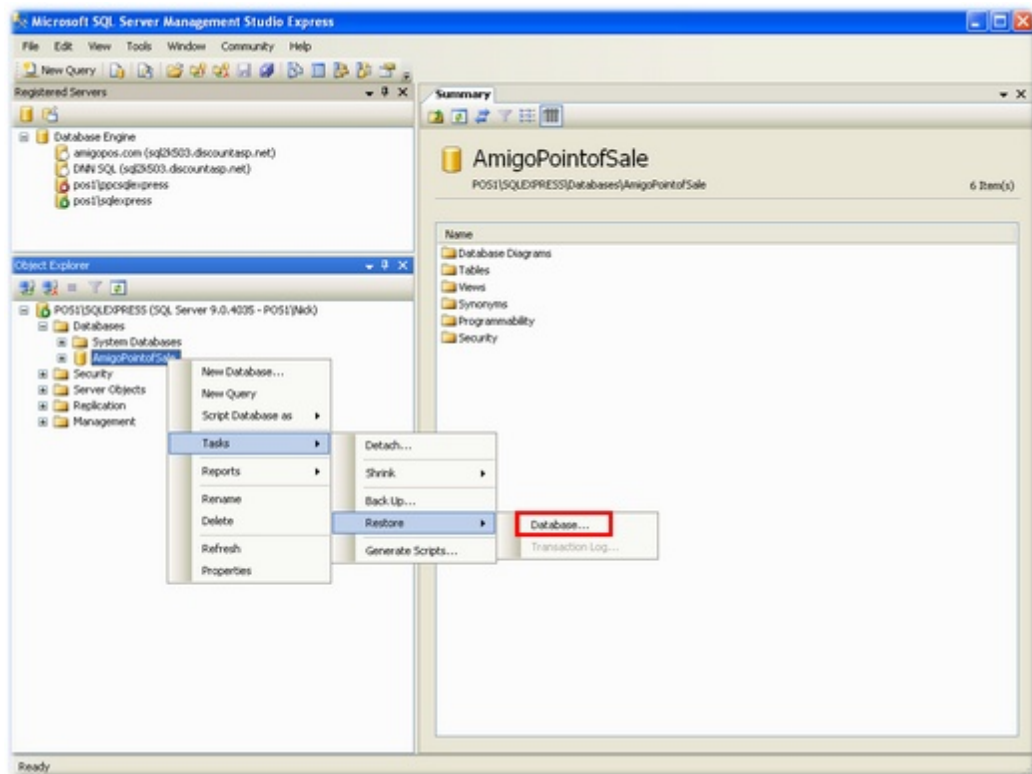 Microsoft SQL Server Management Studio Express
File Edit View Tools Window Community Help
New Query
Registered Servers
Database Engine
amigopos.com (sql2k503.discountasp.net)
DNN SQL (sql2k503.discountasp.net)
pos1\ppcsqlexpress
pos1\sqlexpress
Object Explorer
POS1\SQLEXPRESS (SQL Server 9.0.4035 - POS1\Nick)
Databases
System Databases
AmigoPointofSale
Security
Server Objects
Replication
Management
New Database...
New Query
Script Database as
Tasks
Reports
Rename
Delete
Refresh
Properties
Detach...
Shrink
Back Up...
Restore
Generate Scripts...
Database...
Transaction Log...
Summary
AmigoPointofSale
POS1\SQLEXPRESS\Databases\AmigoPointofSale
6 Item(s)
Name
Database Diagrams
Tables
Views
Synonyms
Programmability
Security
Ready